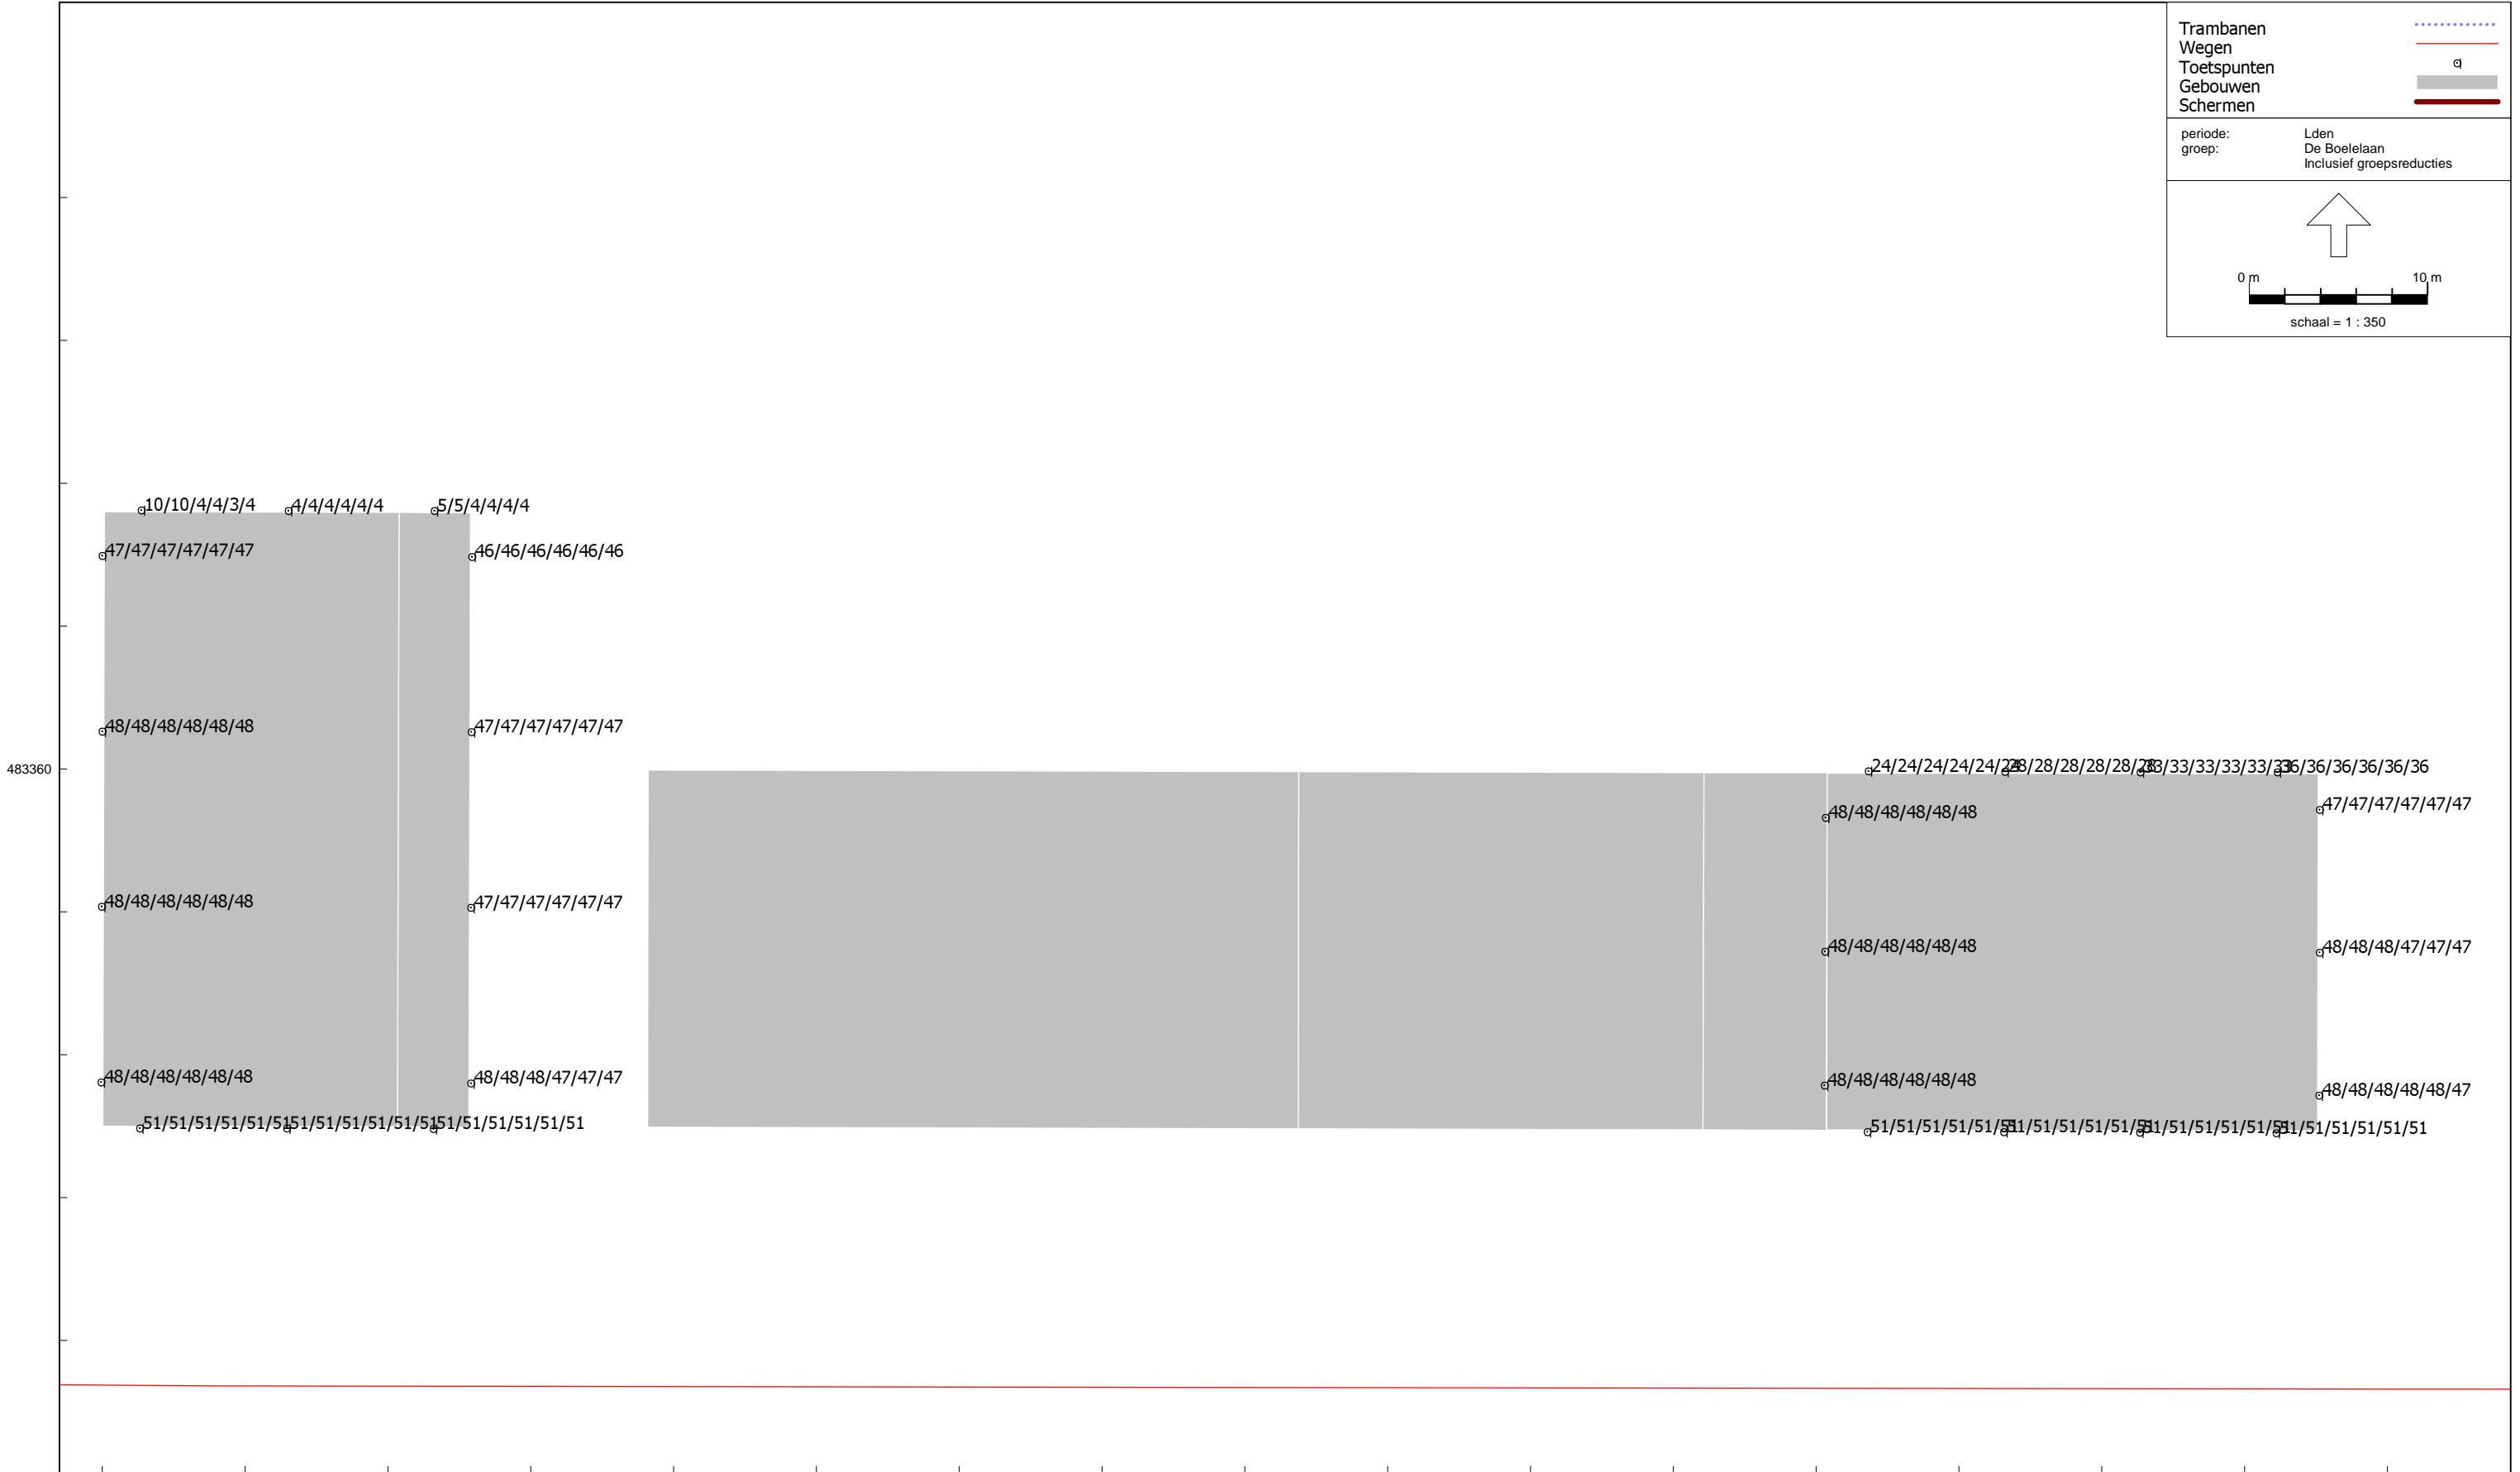 Trambanen
Wegen
Toetspunten
Gebouwen
Schermen
periode: Lden
groep: De Boelelaan
Inclusief groepsreducties
0 m 10 m
schaal = 1 : 350
10/10/4/4/3/4 4/4/4/4/4/4 5/5/4/4/4/4
47/47/47/47/47/47 46/46/46/46/46/46
48/48/48/48/48/48 47/47/47/47/47/47
483360
24/24/24/24/24/24 28/28/28/28/28/28 33/33/33/33/33/33 36/36/36/36/36/36
48/48/48/48/48/48 47/47/47/47/47/47
48/48/48/48/48/48 47/47/47/47/47/47
48/48/48/48/48/48 48/48/48/47/47/47
48/48/48/48/48/48 48/48/48/47/47/47
48/48/48/48/48/48 48/48/48/48/48/47
51/51/51/51/51/51 51/51/51/51/51/51 51/51/51/51/51/51
51/51/51/51/51/51 51/51/51/51/51/51 51/51/51/51/51/51 51/51/51/51/51/51